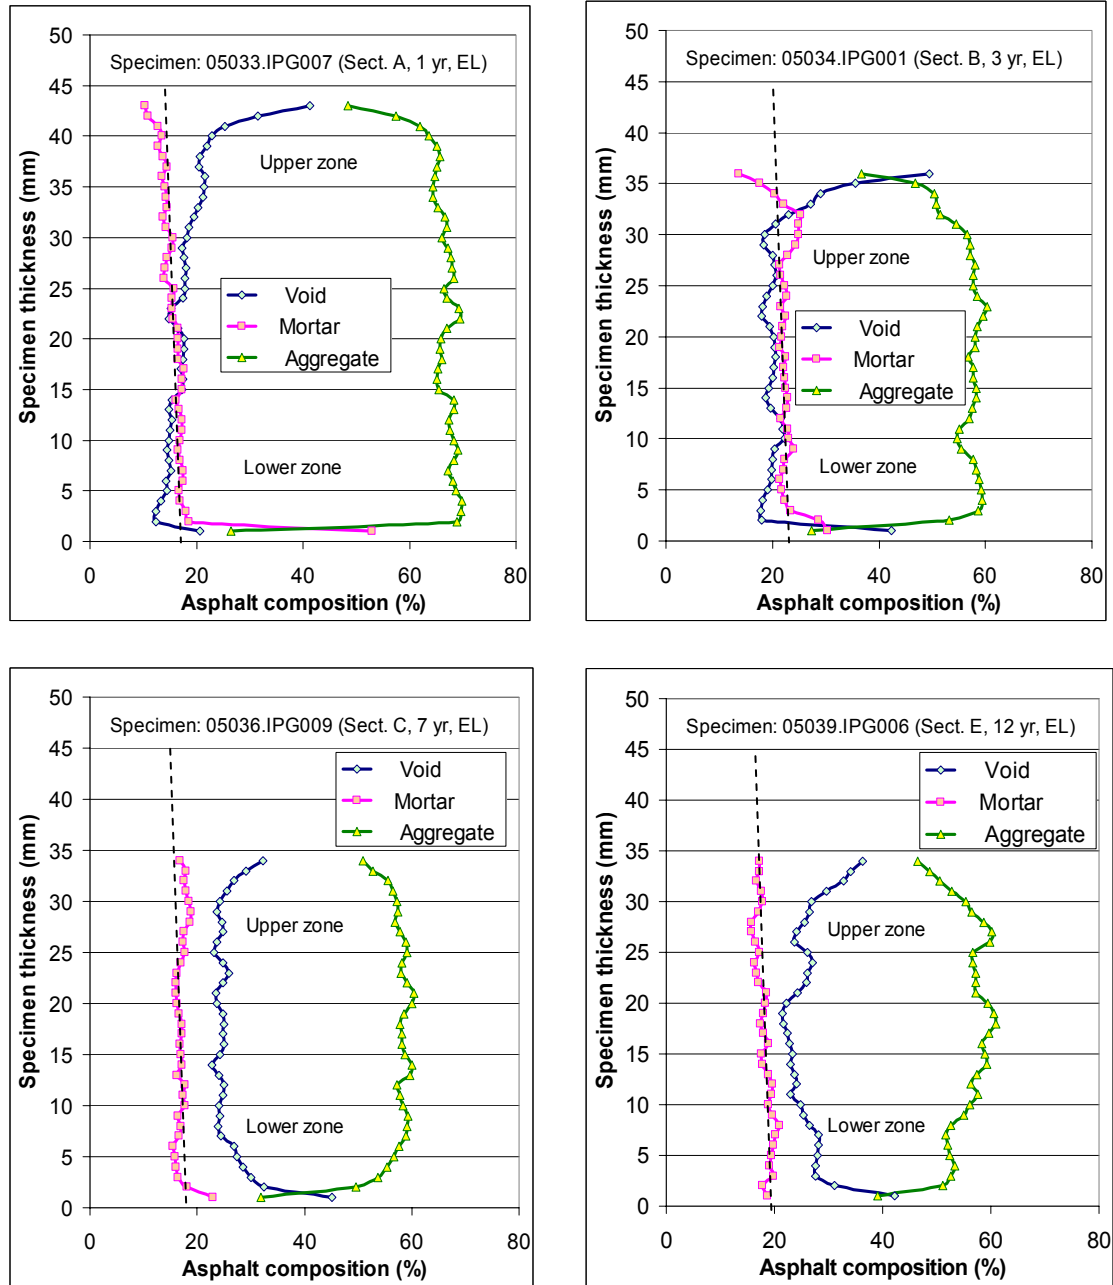 50
Specimen: 05033.IPG007 (Sect. A, 1 yr, EL)
45
40
Upper zone
35
30
25
Void
Mortar
20
Aggregate
15
10
Lower zone
5
0
0 20 40 60 80
Asphalt composition (%)
Specimen thickness (mm)
50
Specimen: 05034.IPG001 (Sect. B, 3 yr, EL)
45
40
35
30
Upper zone
25
20
Void
Mortar
15
Aggregate
10
Lower zone
5
0
0 20 40 60 80
Asphalt composition (%)
Specimen thickness (mm)
50
Specimen: 05036.IPG009 (Sect. C, 7 yr, EL)
45
Void
40
Mortar
35
Aggregate
30
Upper zone
25
20
15
10
Lower zone
5
0
0 20 40 60 80
Asphalt composition (%)
Specimen thickness (mm)
50
Specimen: 05039.IPG006 (Sect. E, 12 yr, EL)
45
Void
40
Mortar
35
Aggregate
30
Upper zone
25
20
15
10
Lower zone
5
0
0 20 40 60 80
Asphalt composition (%)
Specimen thickness (mm)